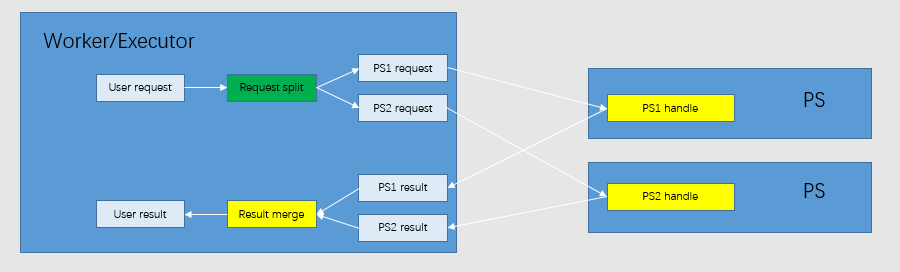 Worker/Executor
User request
Request split
PS1 request
PS2 request
PS1 result
PS2 result
Result merge
User result
PS1 handle
PS
PS2 handle
PS